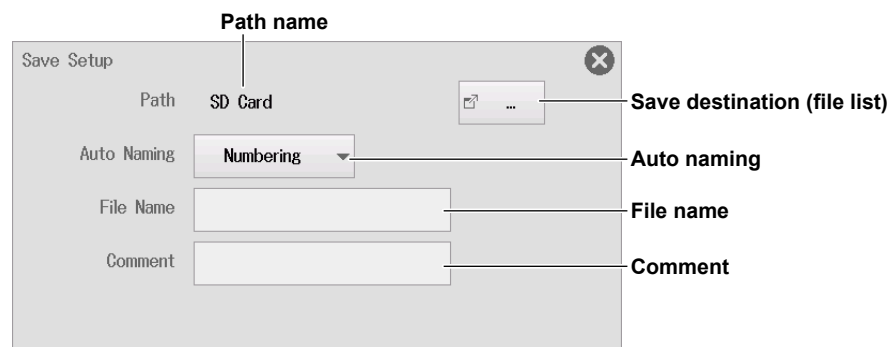 Path name
Save Setup
Path SD Card ... Save destination (file list)
Auto Naming Numbering Auto naming
File Name File name
Comment Comment